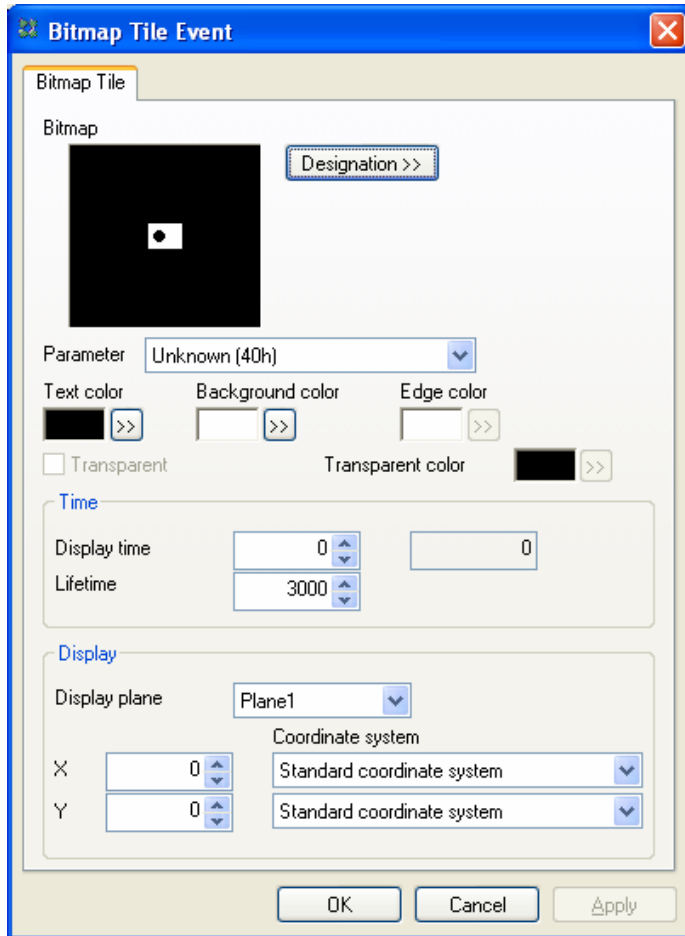 Bitmap Tile Event
Bitmap Tile
Bitmap
Designation >>
Parameter Unknown (40h)
Text color Background color Edge color
>> >> >>
Transparent Transparent color >>
Time
Display time 0 0
Lifetime 3000
Display
Display plane Plane1
Coordinate system
X 0 Standard coordinate system
Y 0 Standard coordinate system
OK Cancel Apply